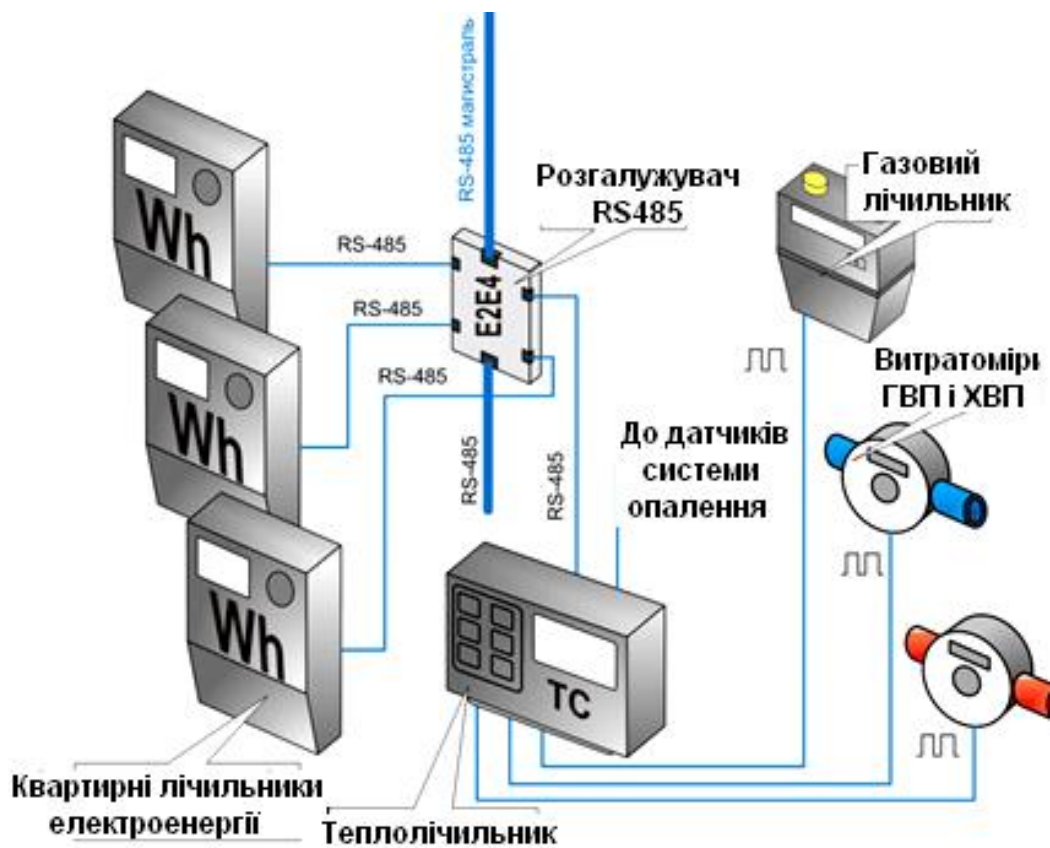 RS-485 магистраль
Розгалужувач
RS485
Газовий
лічильник
Wh
RS-485
E2E4
RS-485
RS-485
Витратоміри
ГВП і ХВП
Wh
До датчиків
системи
опалення
RS-485
RS-485
Wh
TC
Квартирні лічильники
електроенергії
Теплолічильник